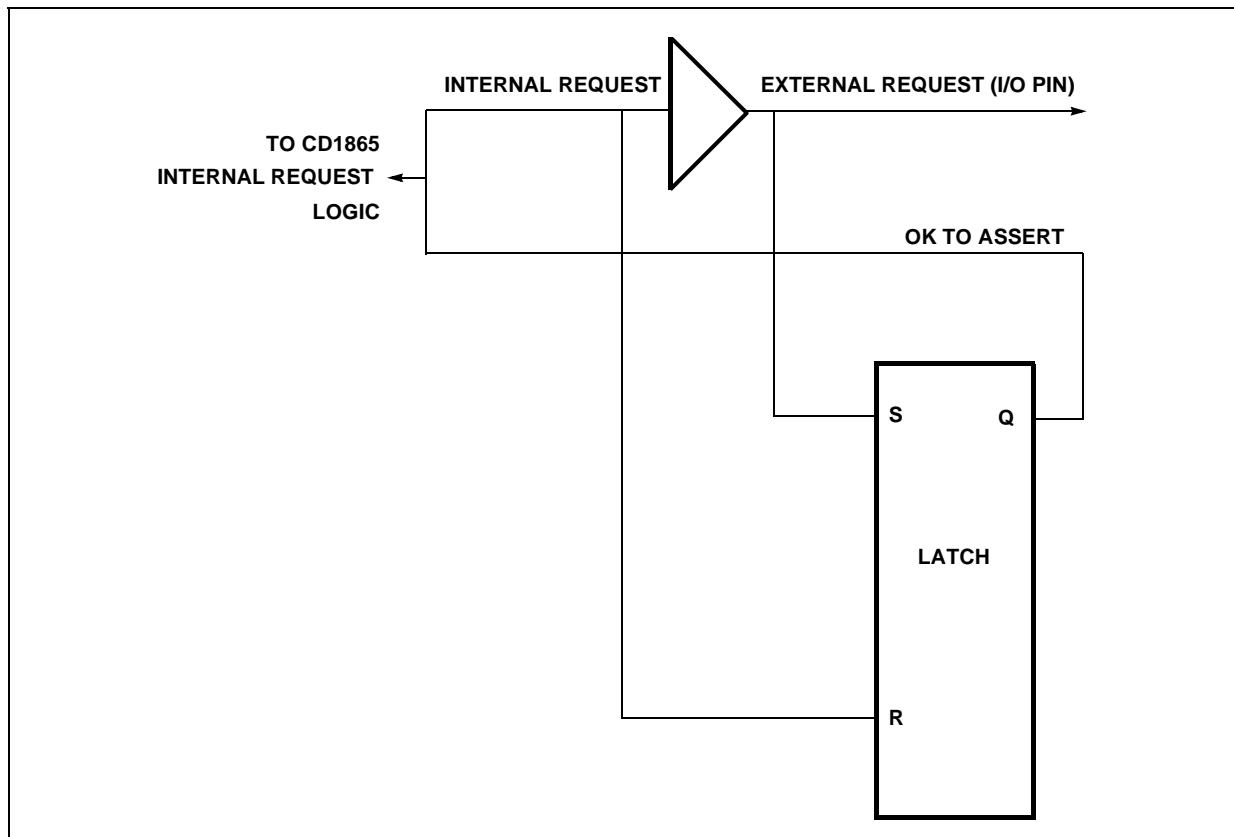 INTERNAL REQUEST
EXTERNAL REQUEST (I/O PIN)
TO CD1865
INTERNAL REQUEST
LOGIC
OK TO ASSERT
S
Q
LATCH
R